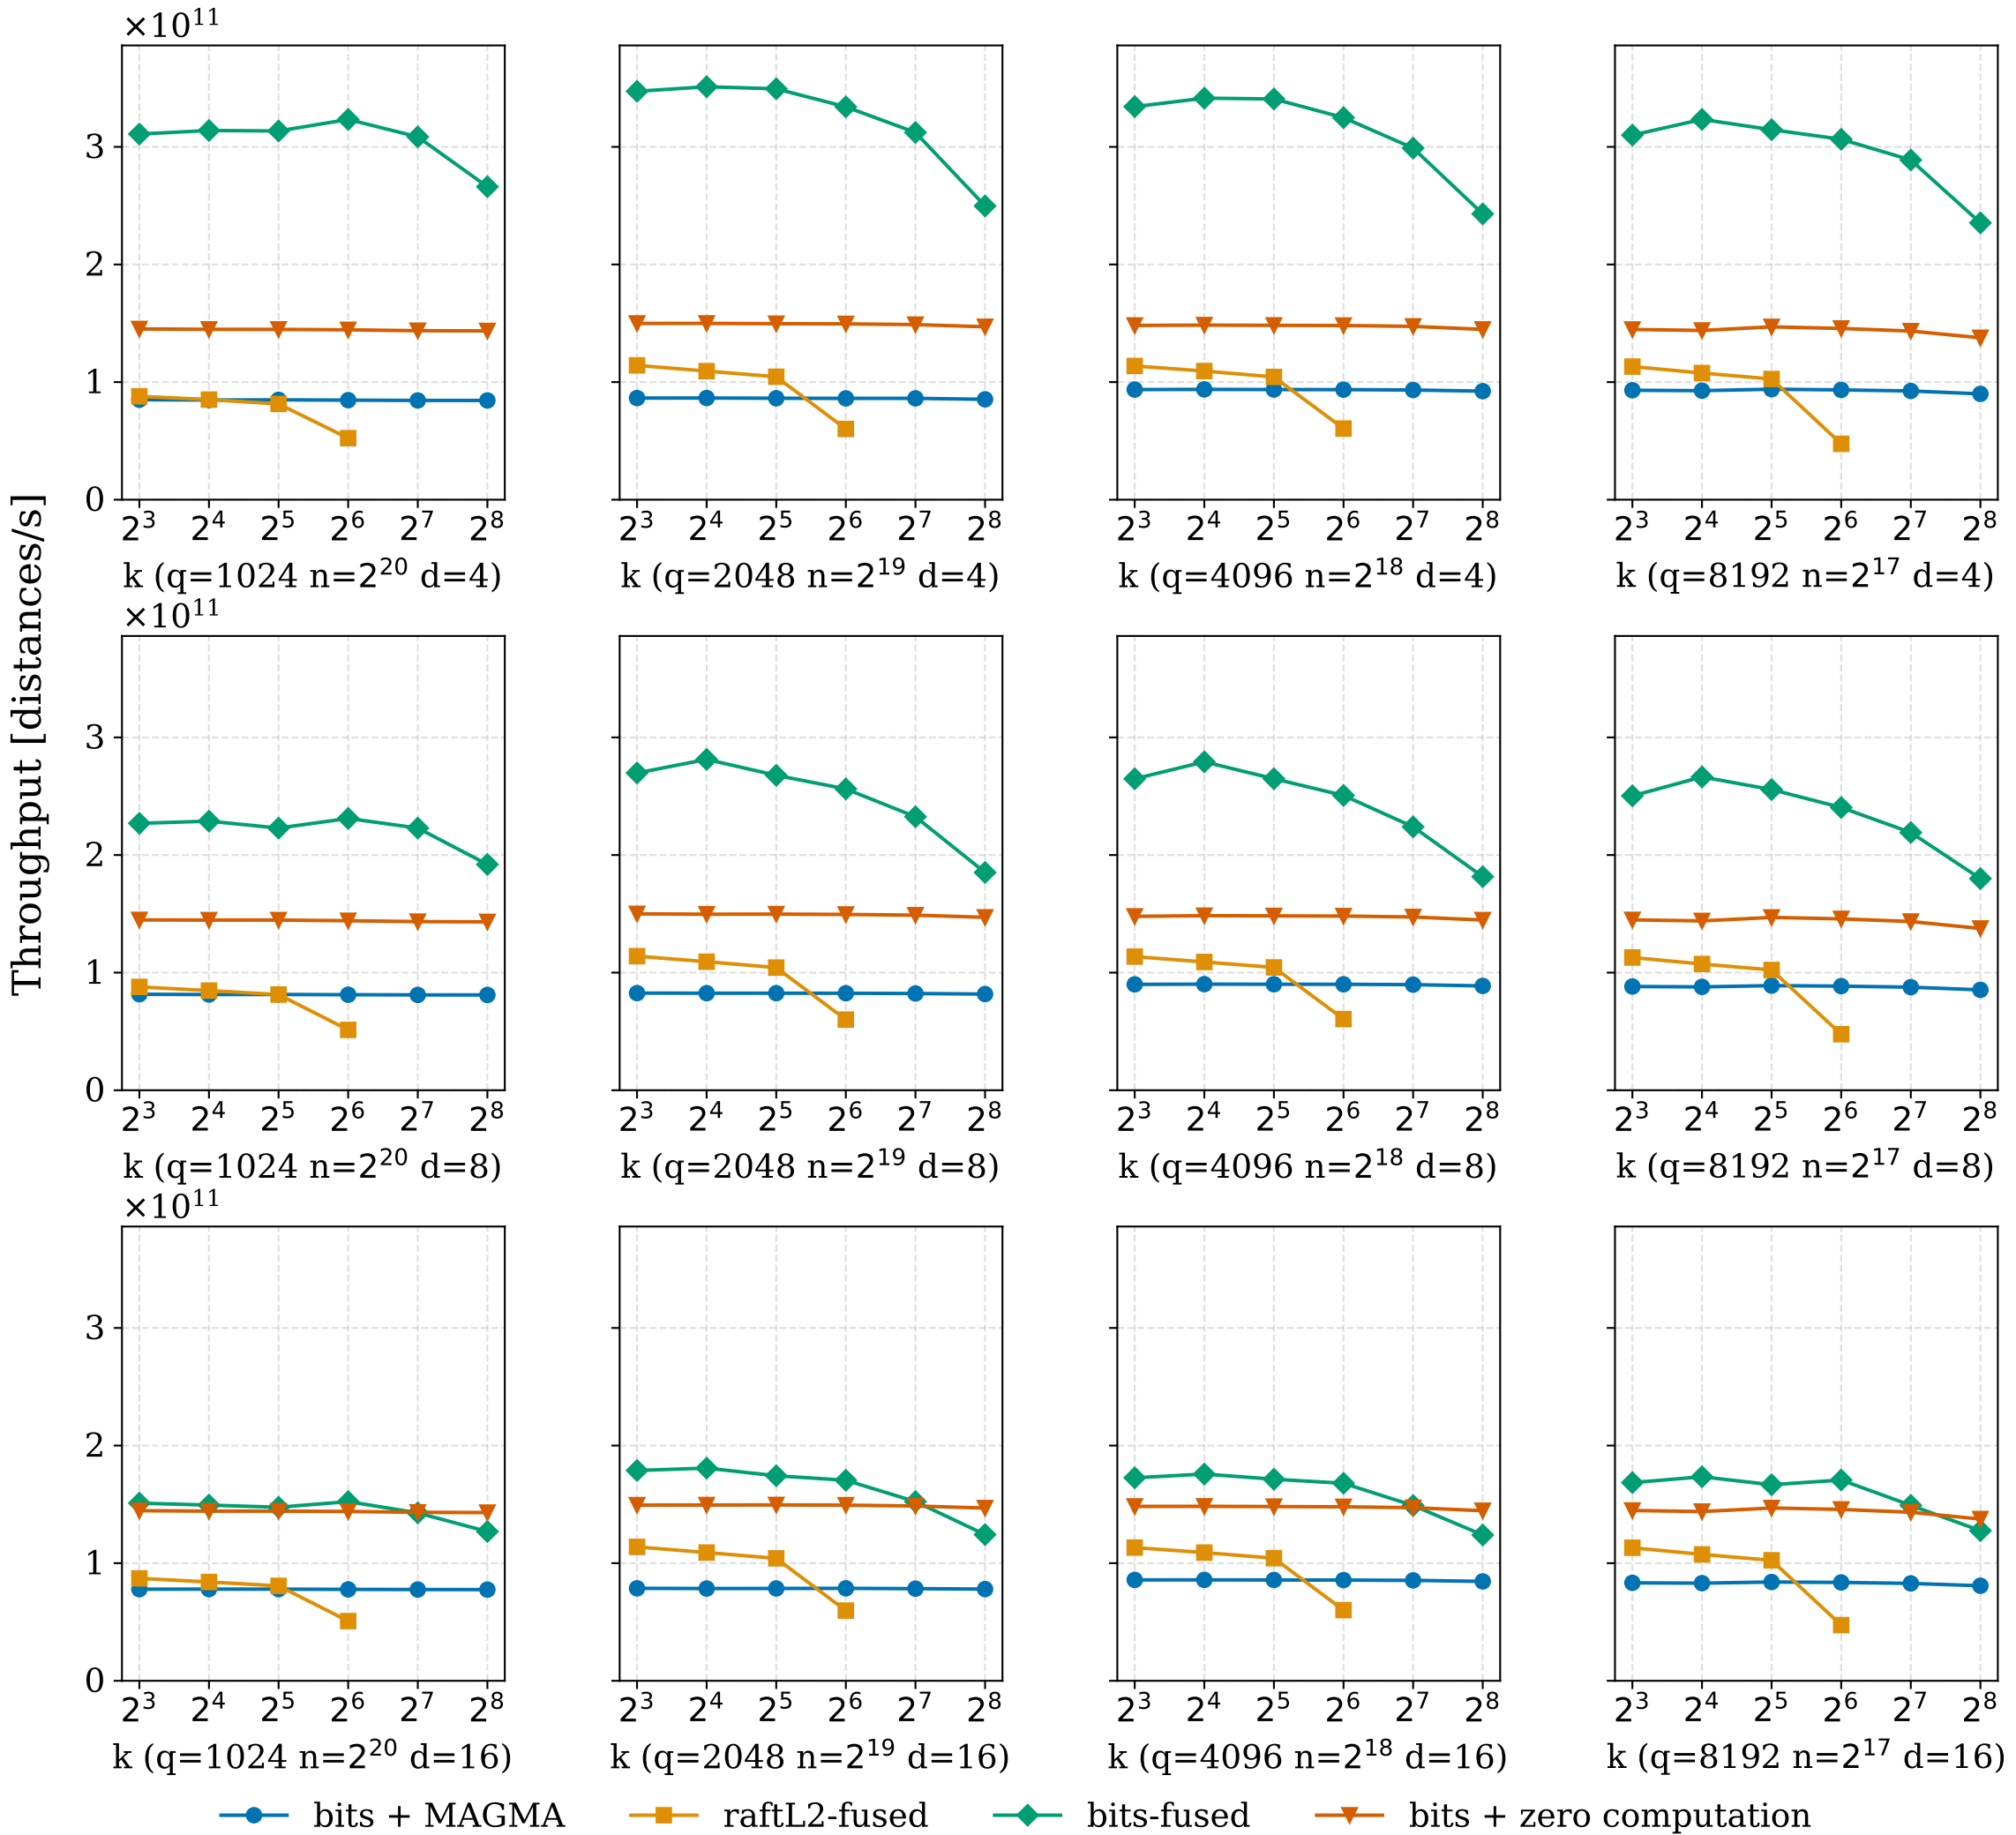 ×10¹¹
3
2
1
0
2³ 2⁴ 2⁵ 2⁶ 2⁷ 2⁸ 2³ 2⁴ 2⁵ 2⁶ 2⁷ 2⁸ 2³ 2⁴ 2⁵ 2⁶ 2⁷ 2⁸ 2³ 2⁴ 2⁵ 2⁶ 2⁷ 2⁸
k (q=1024 n=2²⁰ d=4) k (q=2048 n=2¹⁹ d=4) k (q=4096 n=2¹⁸ d=4) k (q=8192 n=2¹⁷ d=4)
Throughput [distances/s]
×10¹¹
3
2
1
0
2³ 2⁴ 2⁵ 2⁶ 2⁷ 2⁸ 2³ 2⁴ 2⁵ 2⁶ 2⁷ 2⁸ 2³ 2⁴ 2⁵ 2⁶ 2⁷ 2⁸ 2³ 2⁴ 2⁵ 2⁶ 2⁷ 2⁸
k (q=1024 n=2²⁰ d=8) k (q=2048 n=2¹⁹ d=8) k (q=4096 n=2¹⁸ d=8) k (q=8192 n=2¹⁷ d=8)
×10¹¹
3
2
1
0
2³ 2⁴ 2⁵ 2⁶ 2⁷ 2⁸ 2³ 2⁴ 2⁵ 2⁶ 2⁷ 2⁸ 2³ 2⁴ 2⁵ 2⁶ 2⁷ 2⁸ 2³ 2⁴ 2⁵ 2⁶ 2⁷ 2⁸
k (q=1024 n=2²⁰ d=16) k (q=2048 n=2¹⁹ d=16) k (q=4096 n=2¹⁸ d=16) k (q=8192 n=2¹⁷ d=16)
bits + MAGMA raftL2-fused bits-fused bits + zero computation